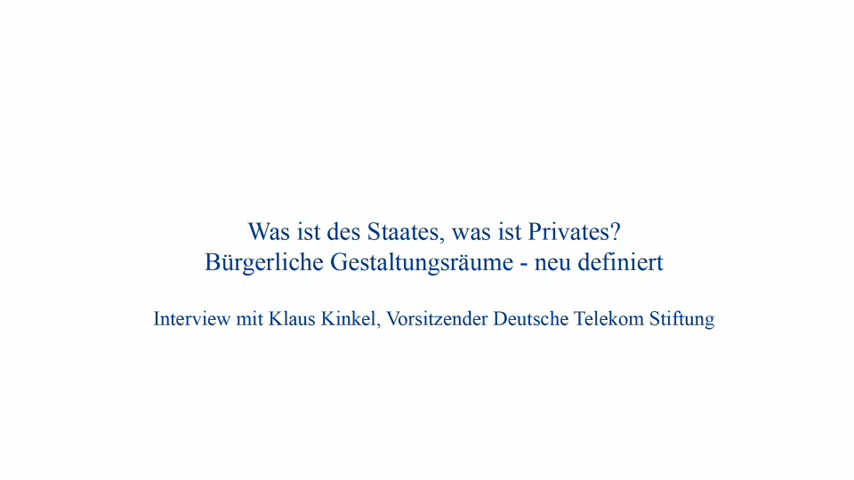 Was ist des Staates, was ist Privates?
Bürgerliche Gestaltungsräume - neu definiert
Interview mit Klaus Kinkel, Vorsitzender Deutsche Telekom Stiftung